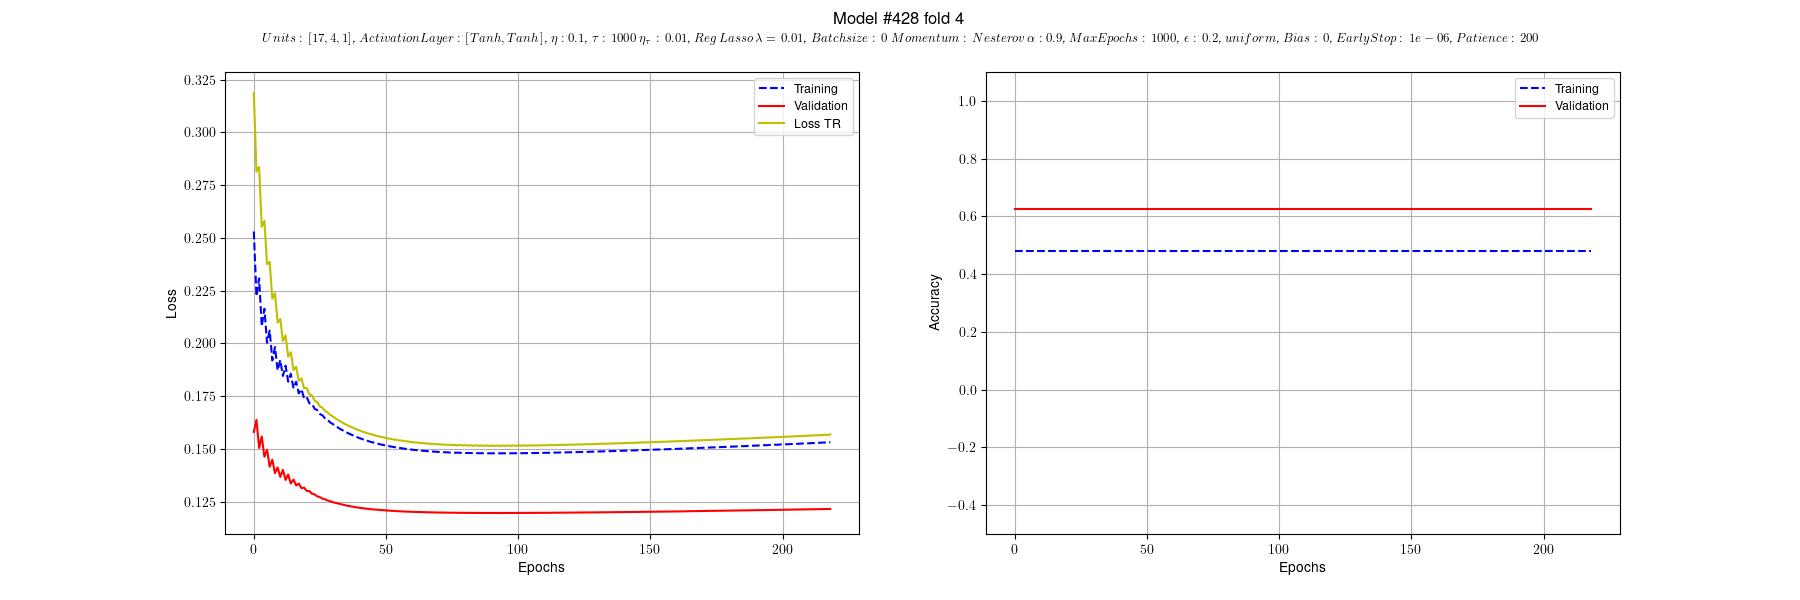 Model #428 fold 4
Units : [17, 4, 1], ActivationLayer : [Tanh, Tanh], η : 0.1, τ : 1000 η_τ : 0.01, Reg Lasso λ = 0.01, Batchsize : 0 Momentum : Nesterov α : 0.9, MaxEpochs : 1000, ϵ : 0.2, uniform, Bias : 0, EarlyStop : 1e − 06, Patience : 200
0.325
0.300
0.275
0.250
0.225
0.200
0.175
0.150
0.125
Loss
0 50 100 150 200
Epochs
Training
Validation
Loss TR
1.0
0.8
0.6
0.4
0.2
0.0
−0.2
−0.4
Accuracy
0 50 100 150 200
Epochs
Training
Validation